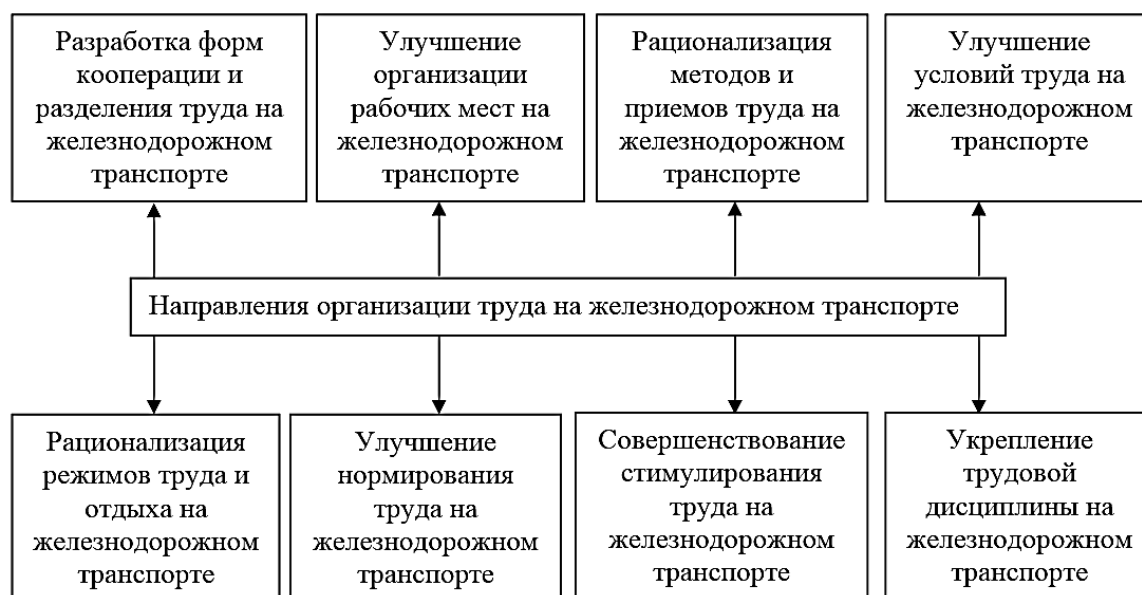 Разработка форм
кооперации и
разделения труда на
железнодорожном
транспорте
Улучшение
организации
рабочих мест на
железнодорожном
транспорте
Рационализация
методов и
приемов труда на
железнодорожном
транспорте
Улучшение
условий труда на
железнодорожном
транспорте
Направления организации труда на железнодорожном транспорте
Рационализация
режимов труда и
отдыха на
железнодорожном
транспорте
Улучшение
нормирования
труда на
железнодорожном
транспорте
Совершенствование
стимулирования
труда на
железнодорожном
транспорте
Укрепление
трудовой
дисциплины на
железнодорожном
транспорте